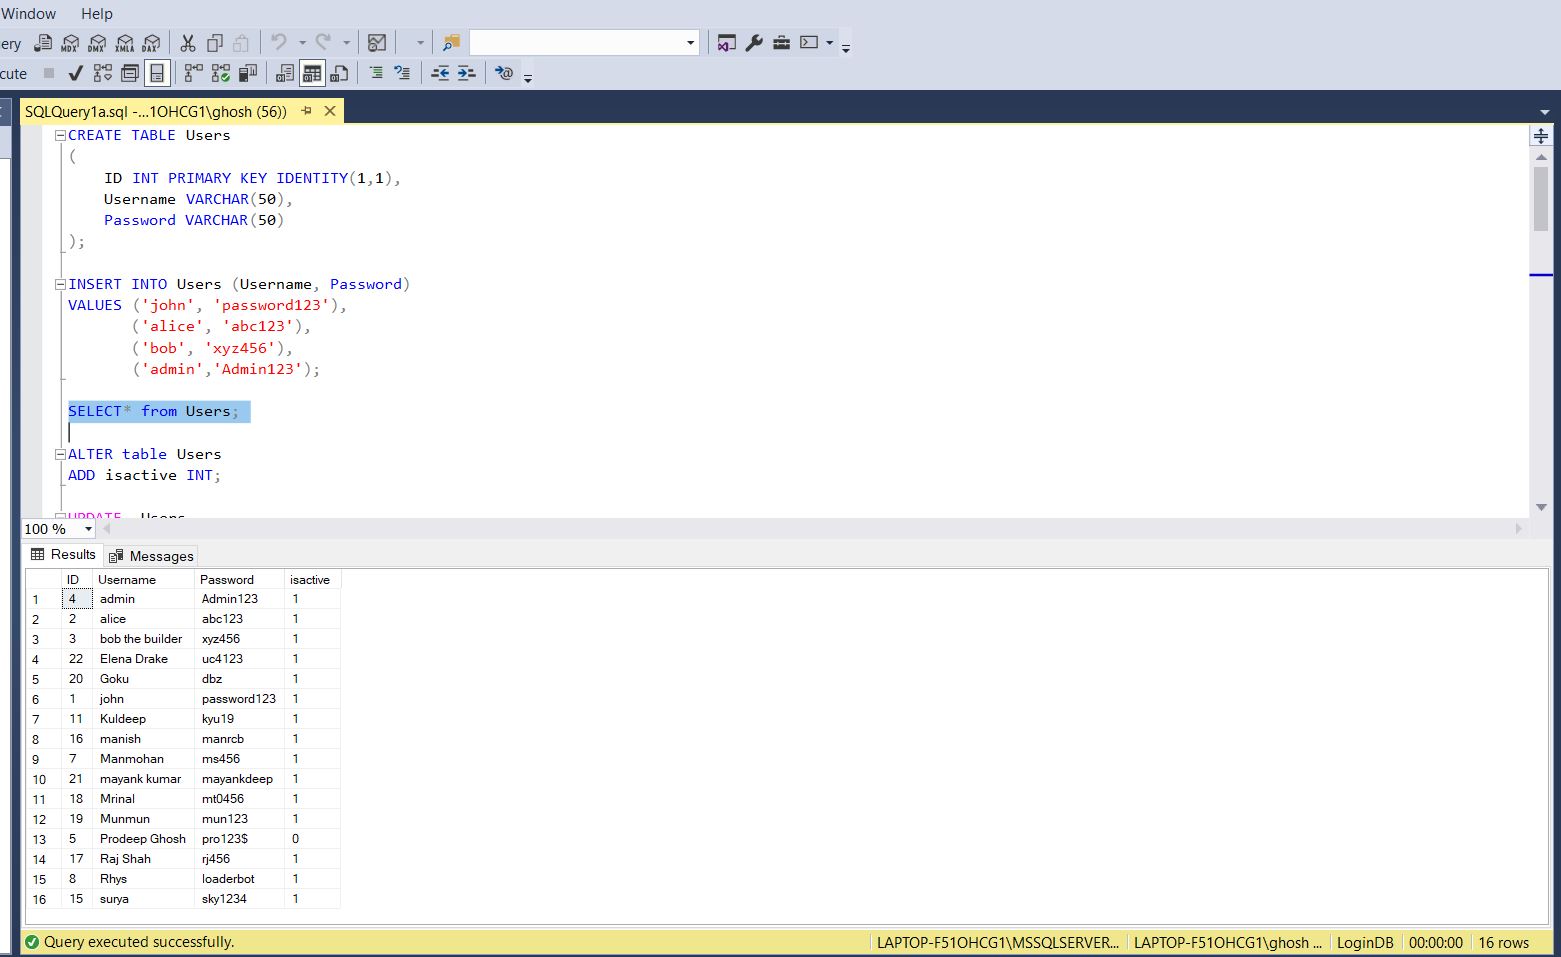 Window Help
ery MDX DMX XMLA DAX
cute
SQLQuery1a.sql -...1OHCG1\ghosh (56))
CREATE TABLE Users
(
ID INT PRIMARY KEY IDENTITY(1,1),
Username VARCHAR(50),
Password VARCHAR(50)
);
INSERT INTO Users (Username, Password)
VALUES ('john', 'password123'),
('alice', 'abc123'),
('bob', 'xyz456'),
('admin','Admin123');
SELECT* from Users;
ALTER table Users
ADD isactive INT;
UPDATE Users
100 %
Results Messages
ID Username Password isactive
1 4 admin Admin123 1
2 2 alice abc123 1
3 3 bob the builder xyz456 1
4 22 Elena Drake uc4123 1
5 20 Goku dbz 1
6 1 john password123 1
7 11 Kuldeep kyu19 1
8 16 manish manrcb 1
9 7 Manmohan ms456 1
10 21 mayank kumar mayankdeep 1
11 18 Mrinal mt0456 1
12 19 Munmun mun123 1
13 5 Prodeep Ghosh pro123$ 0
14 17 Raj Shah rj456 1
15 8 Rhys loaderbot 1
16 15 surya sky1234 1
Query executed successfully. LAPTOP-F51OHCG1\MSSQLSERVER... LAPTOP-F51OHCG1\ghosh ... LoginDB 00:00:00 16 rows